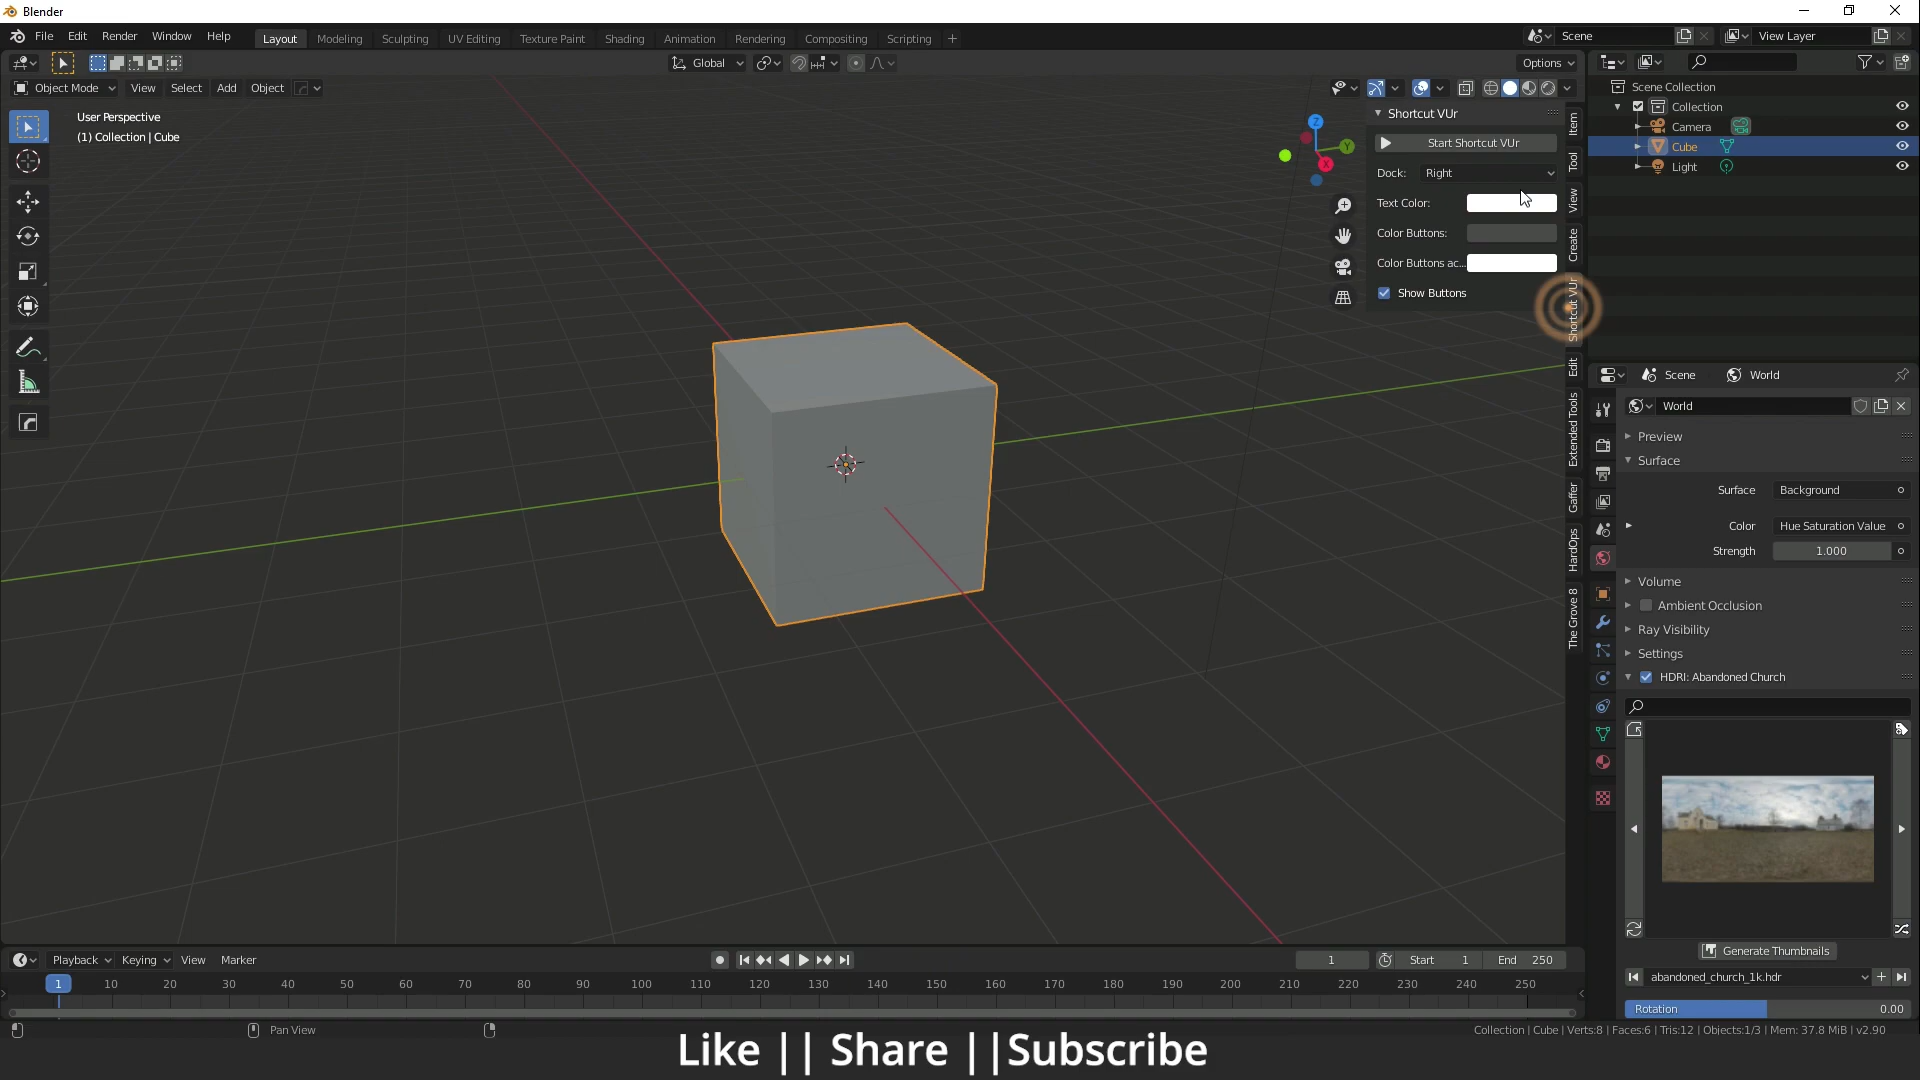 Blender
File Edit Render Window Help
Layout Modeling Sculpting UV Editing Texture Paint Shading Animation Rendering Compositing Scripting
Scene
View Layer
Global
Options
Object Mode View Select Add Object
User Perspective
(1) Collection | Cube
Shortcut VUr
Start Shortcut VUr
Dock: Right
Text Color:
Color Buttons:
Color Buttons ac...
Show Buttons
Z
Y
X
Item
Tool
View
Create
Shortcut VUr
Edit
Extended Tools
Gaffer
HardOps
The Grove 8
Scene Collection
Collection
Camera
Cube
Light
Scene World
World
Preview
Surface
Surface Background
Color Hue Saturation Value
Strength 1.000
Volume
Ambient Occlusion
Ray Visibility
Settings
HDRI: Abandoned Church
Generate Thumbnails
abandoned_church_1k.hdr
Rotation 0.00
Playback Keying View Marker
1 Start 1 End 250
1 10 20 30 40 50 60 70 80 90 100 110 120 130 140 150 160 170 180 190 200 210 220 230 240 250
Pan View
Collection | Cube | Verts:8 | Faces:6 | Tris:12 | Objects:1/3 | Mem: 37.8 MiB | v2.90
Like || Share ||Subscribe